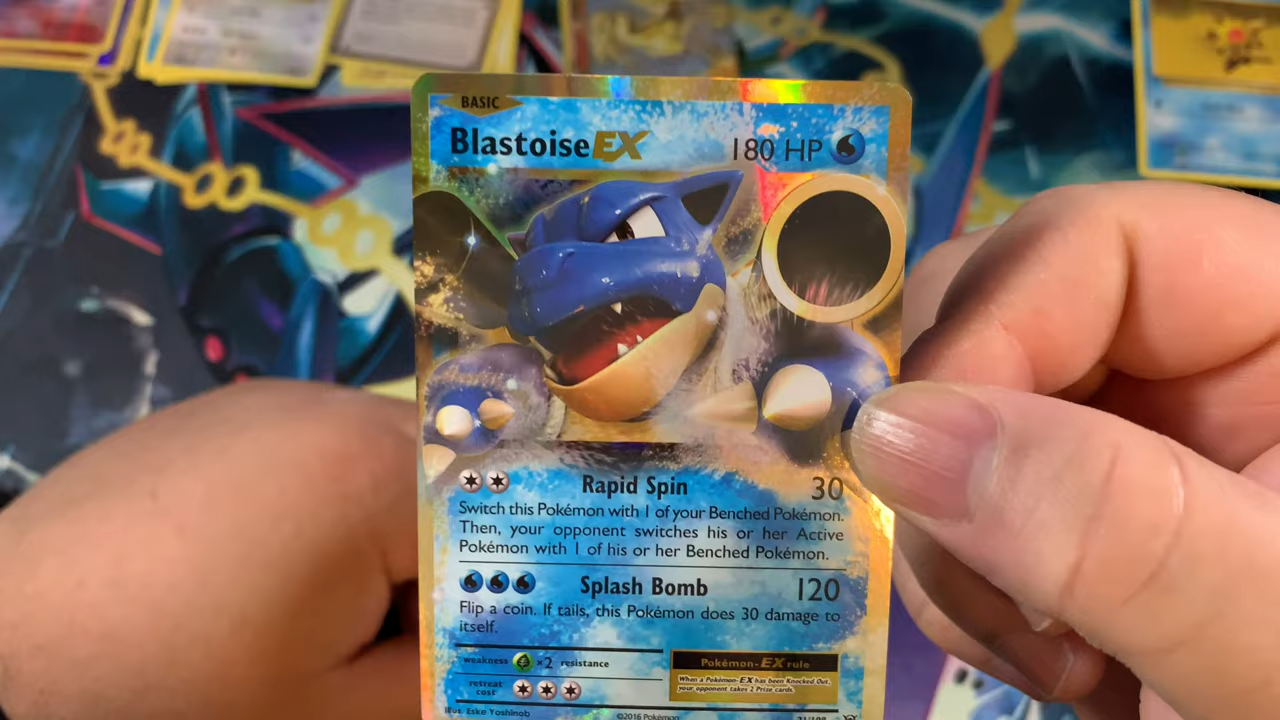 BASIC
Blastoise EX 180 HP
Rapid Spin 30
Switch this Pokémon with 1 of your Benched Pokémon.
Then, your opponent switches his or her Active
Pokémon with 1 of his or her Benched Pokémon.
Splash Bomb 120
Flip a coin. If tails, this Pokémon does 30 damage to
itself.
weakness ×2 resistance
retreat
cost
Pokémon-EX rule
When a Pokémon-EX has been Knocked Out,
your opponent takes 2 Prize cards.
Illus. Eske Yoshinob
©2016 Pokémon 21/108